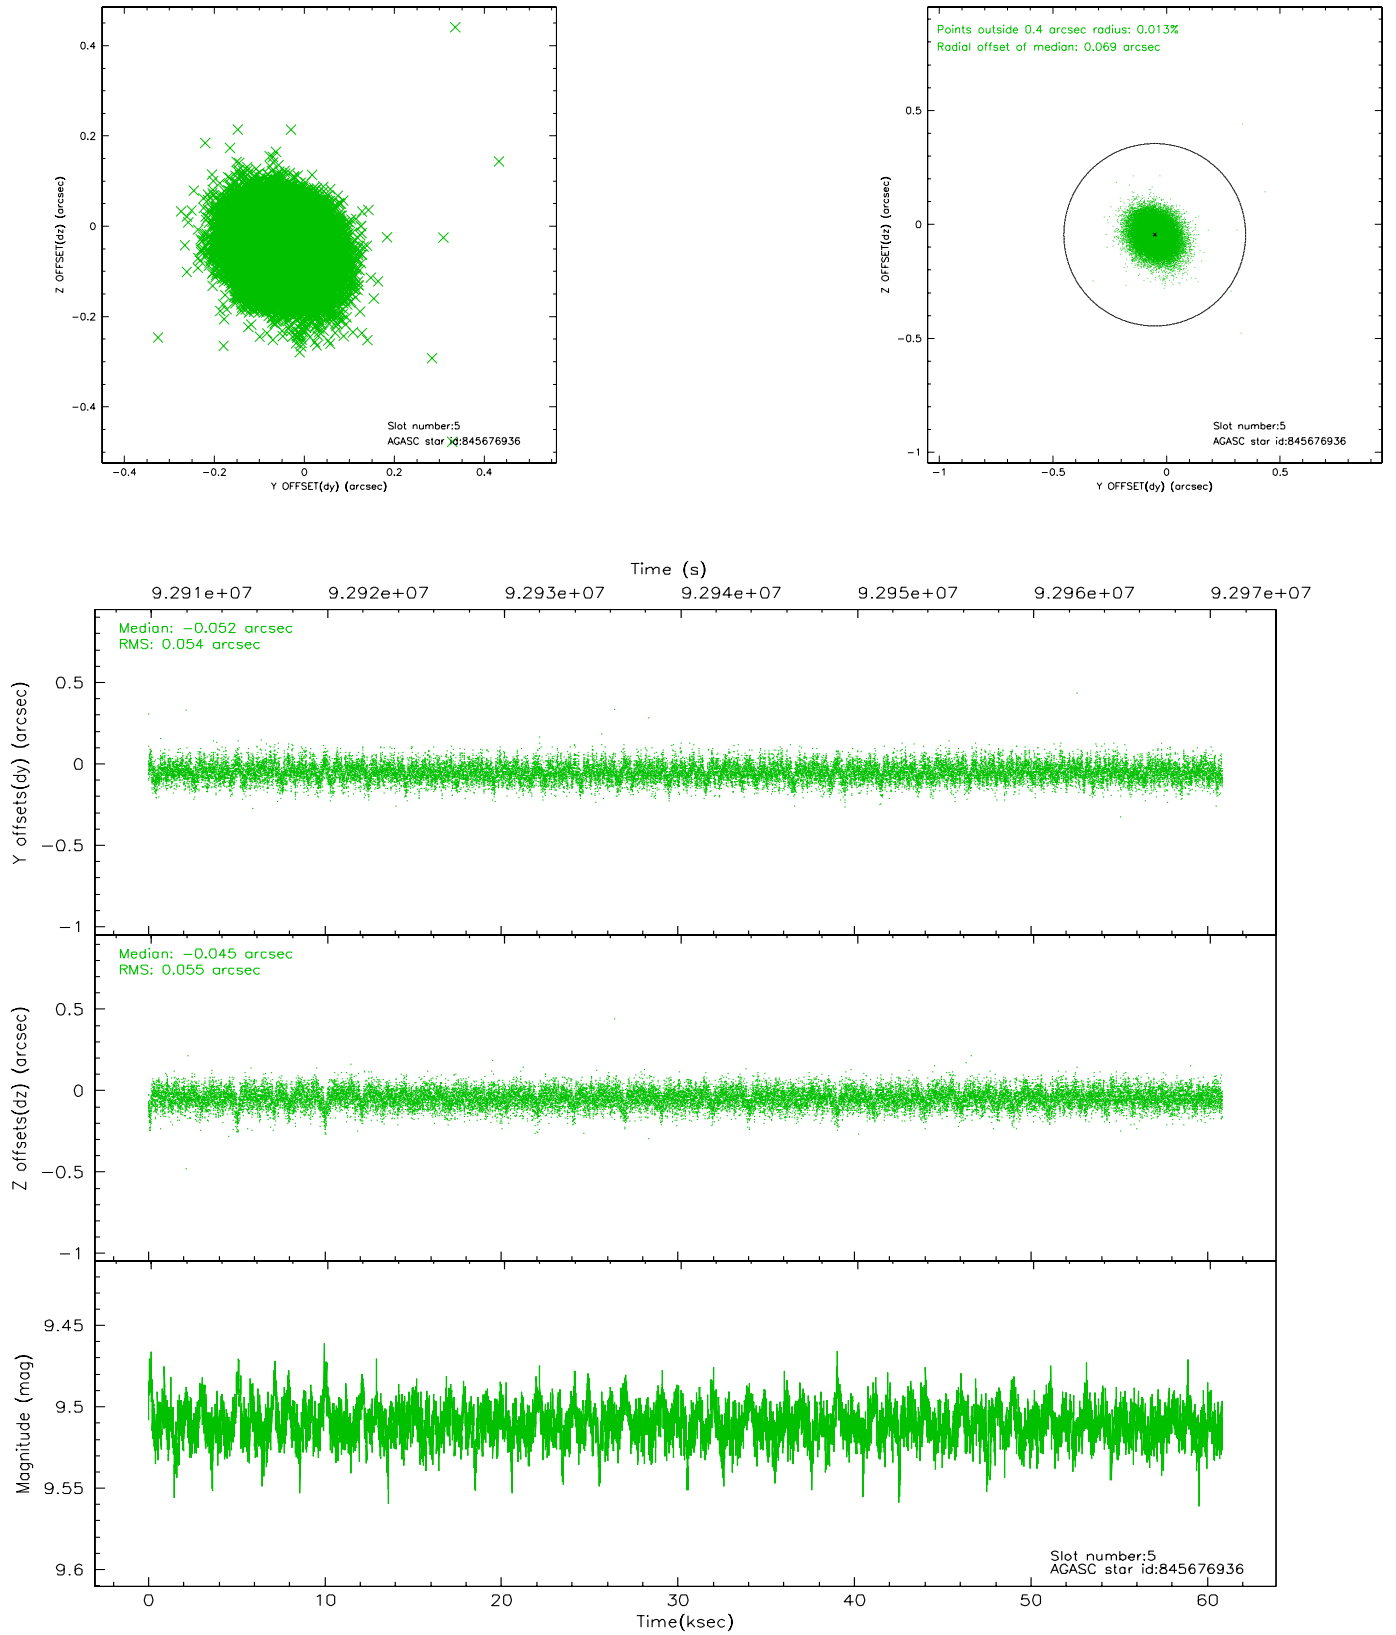 0.4
0.2
0
−0.2
−0.4
Z OFFSET(dz) (arcsec)
Slot number:5
AGASC star id:845676936
−0.4
−0.2
0
0.2
0.4
Y OFFSET(dy) (arcsec)
Points outside 0.4 arcsec radius: 0.013%
Radial offset of median: 0.069 arcsec
0.5
0
−0.5
−1
Z OFFSET(dz) (arcsec)
Slot number:5
AGASC star id:845676936
−1
−0.5
0
0.5
Y OFFSET(dy) (arcsec)
Time (s)
9.291e+07
9.292e+07
9.293e+07
9.294e+07
9.295e+07
9.296e+07
9.297e+07
Median: −0.052 arcsec
RMS: 0.054 arcsec
0.5
0
−0.5
−1
Y offsets(dy) (arcsec)
Median: −0.045 arcsec
RMS: 0.055 arcsec
0.5
0
−0.5
−1
Z offsets(dz) (arcsec)
9.45
9.5
9.55
9.6
Magnitude (mag)
Slot number:5
AGASC star id:845676936
0
10
20
30
40
50
60
Time(ksec)